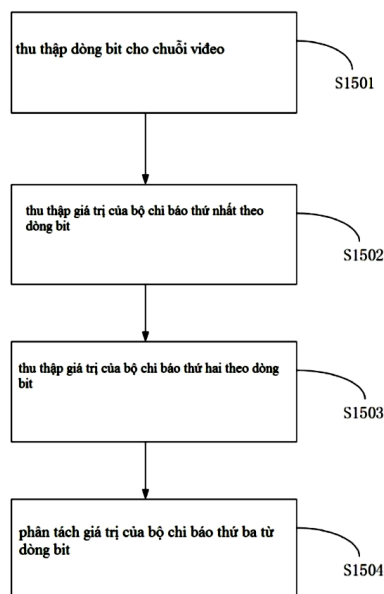 thu thập dòng bit cho chuỗi video
S1501
thu thập giá trị của bộ chỉ báo thứ nhất theo
dòng bit
S1502
thu thập giá trị của bộ chỉ báo thứ hai theo dòng
bit
S1503
phân tách giá trị của bộ chỉ báo thứ ba từ
dòng bit
S1504